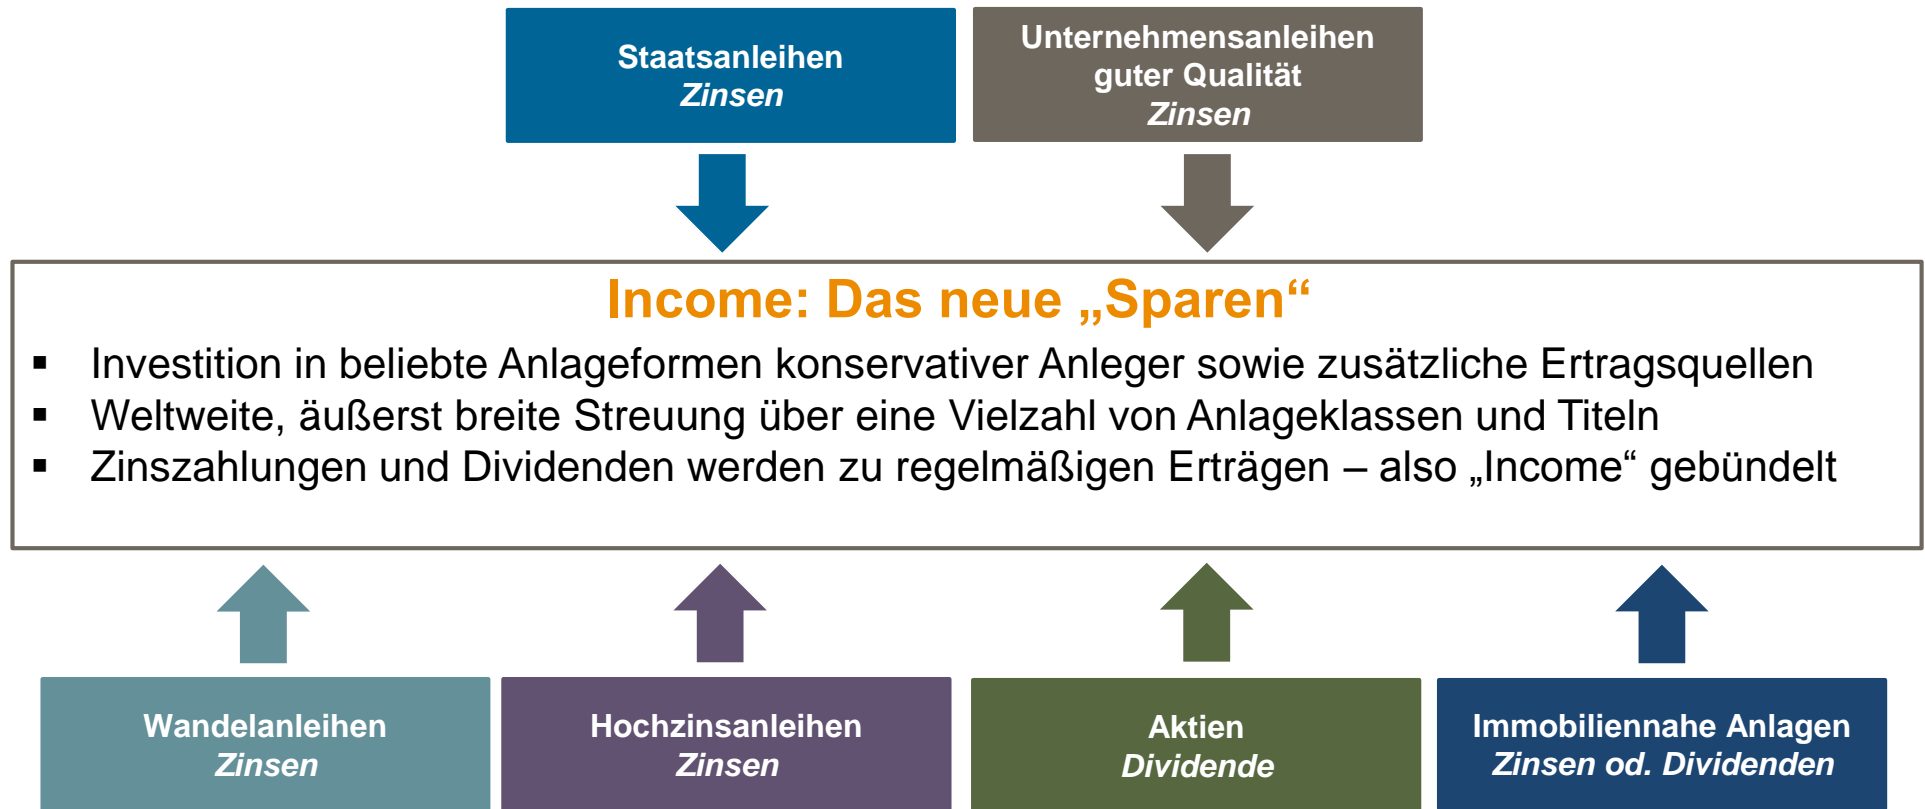 Staatsanleihen
Zinsen
Unternehmensanleihen
guter Qualität
Zinsen
Income: Das neue „Sparen“
▪ Investition in beliebte Anlageformen konservativer Anleger sowie zusätzliche Ertragsquellen
▪ Weltweite, äußerst breite Streuung über eine Vielzahl von Anlageklassen und Titeln
▪ Zinszahlungen und Dividenden werden zu regelmäßigen Erträgen – also „Income“ gebündelt
Wandelanleihen
Zinsen
Hochzinsanleihen
Zinsen
Aktien
Dividende
Immobiliennahe Anlagen
Zinsen od. Dividenden